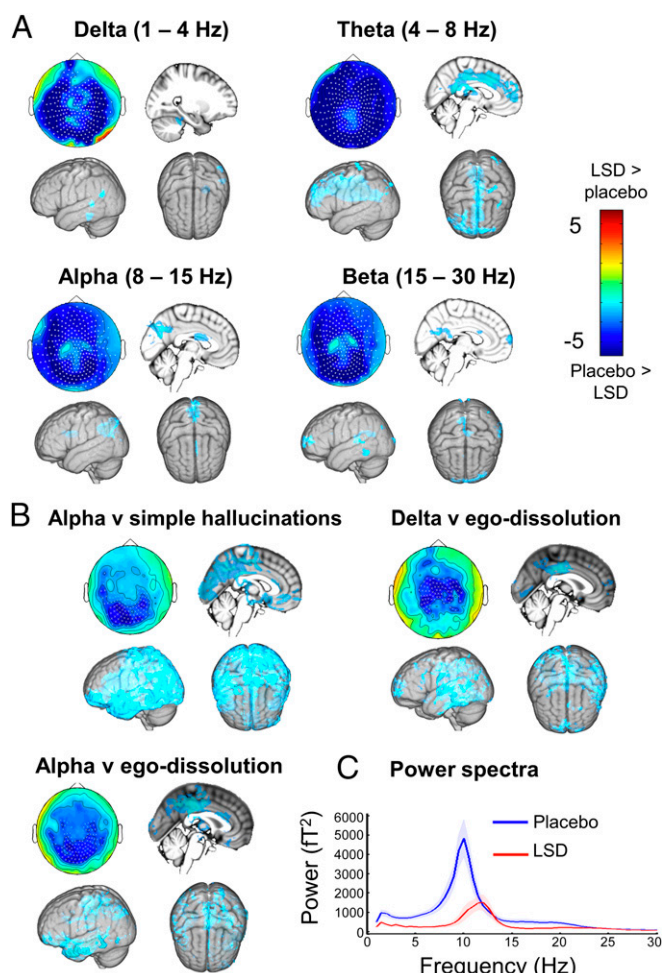 A
Delta (1 – 4 Hz)
Theta (4 – 8 Hz)
LSD >
placebo
5
-5
Placebo >
LSD
Alpha (8 – 15 Hz)
Beta (15 – 30 Hz)
B
Alpha v simple hallucinations
Delta v ego-dissolution
Alpha v ego-dissolution
C
Power spectra
Power (fT²)
6000
5000
4000
3000
2000
1000
0
Placebo
LSD
0
5
10
15
20
25
30
Frequency (Hz)